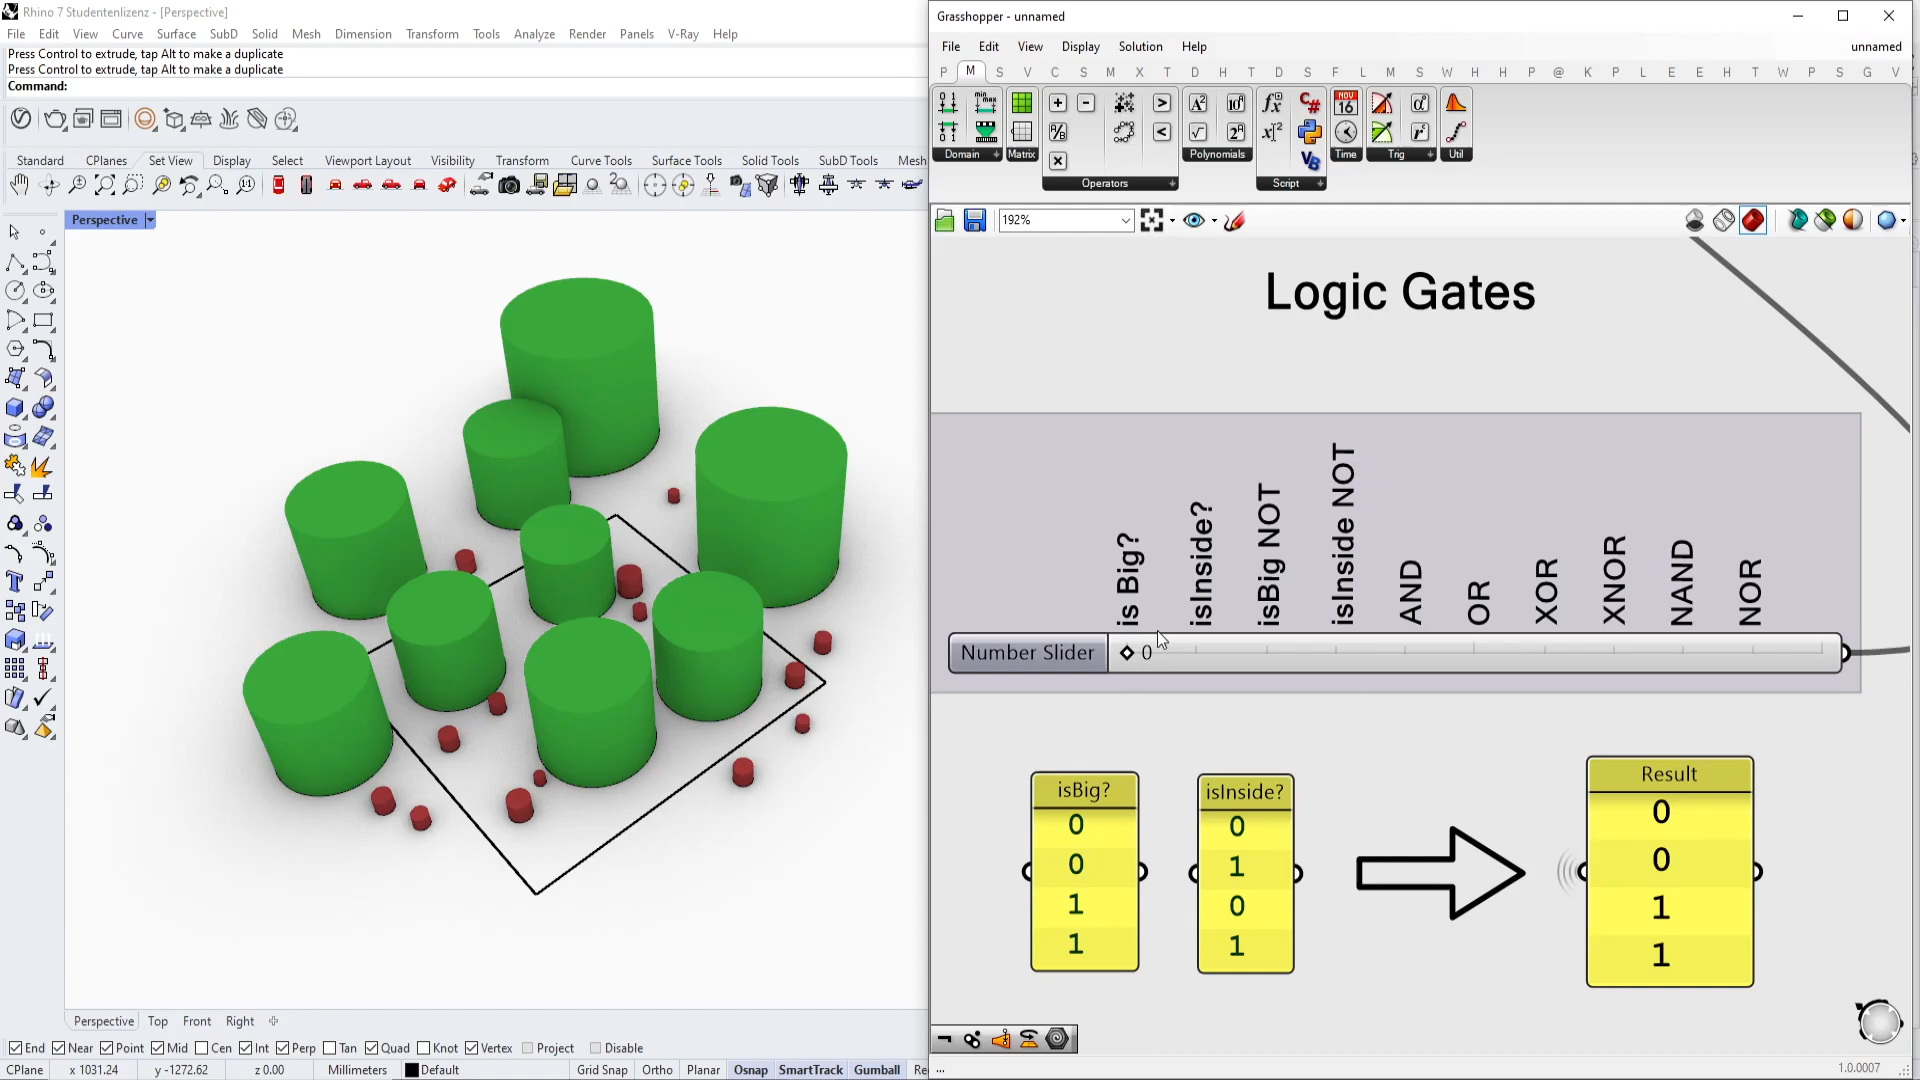 Rhino 7 Studentenlizenz - [Perspective]
File Edit View Curve Surface SubD Solid Mesh Dimension Transform Tools Analyze Render Panels V-Ray Help
Press Control to extrude, tap Alt to make a duplicate
Press Control to extrude, tap Alt to make a duplicate
Command:
Standard CPlanes Set View Display Select Viewport Layout Visibility Transform Curve Tools Surface Tools Solid Tools SubD Tools Mesh
Perspective
Perspective Top Front Right
End Near Point Mid Cen Int Perp Tan Quad Knot Vertex Project Disable
CPlane x 1031.24 y -1272.62 z 0.00 Millimeters Default Grid Snap Ortho Planar Osnap SmartTrack Gumball Re
Grasshopper - unnamed
File Edit View Display Solution Help unnamed
P M S V C S M X T D H T D S F L M S W H H P @ K P L E E H T W P S G V
Domain Matrix Operators Polynomials Script Time Trig Util
192%
Logic Gates
is Big?
isInside?
isBig NOT
isInside NOT
AND
OR
XOR
XNOR
NAND
NOR
Number Slider 0
isBig?
0
0
1
1
isInside?
0
1
0
1
Result
0
0
1
1
...
1.0.0007